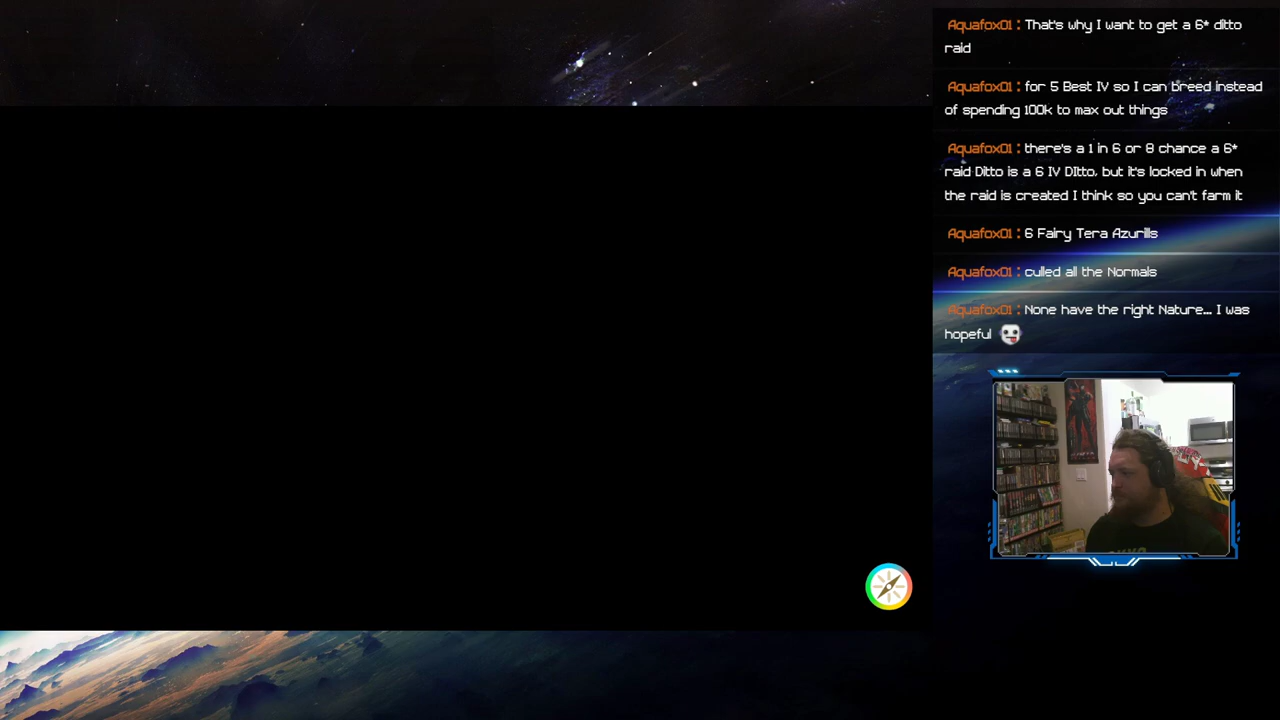 Aquafox01 : That's why I want to get a 6* ditto
raid
Aquafox01 : for 5 Best IV so I can breed instead
of spending 100k to max out things
Aquafox01 : there's a 1 in 6 or 8 chance a 6*
raid Ditto is a 6 IV DItto, but it's locked in when
the raid is created I think so you can't farm it
Aquafox01 : 6 Fairy Tera Azurills
Aquafox01 : culled all the Normals
Aquafox01 : None have the right Nature... I was
hopeful